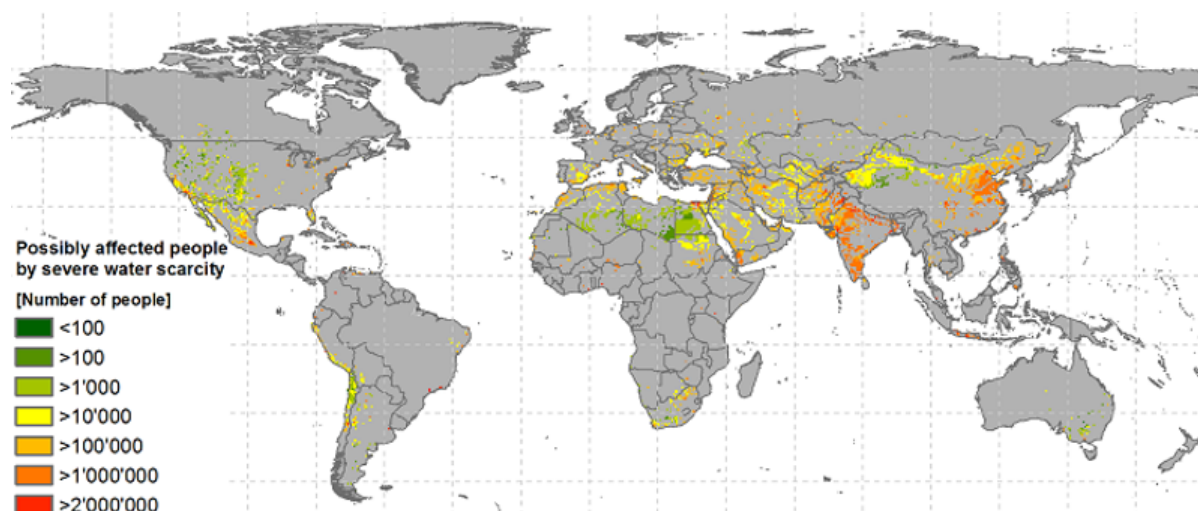 Possibly affected people
by severe water scarcity
[Number of people]
<100
>100
>1'000
>10'000
>100'000
>1'000'000
>2'000'000